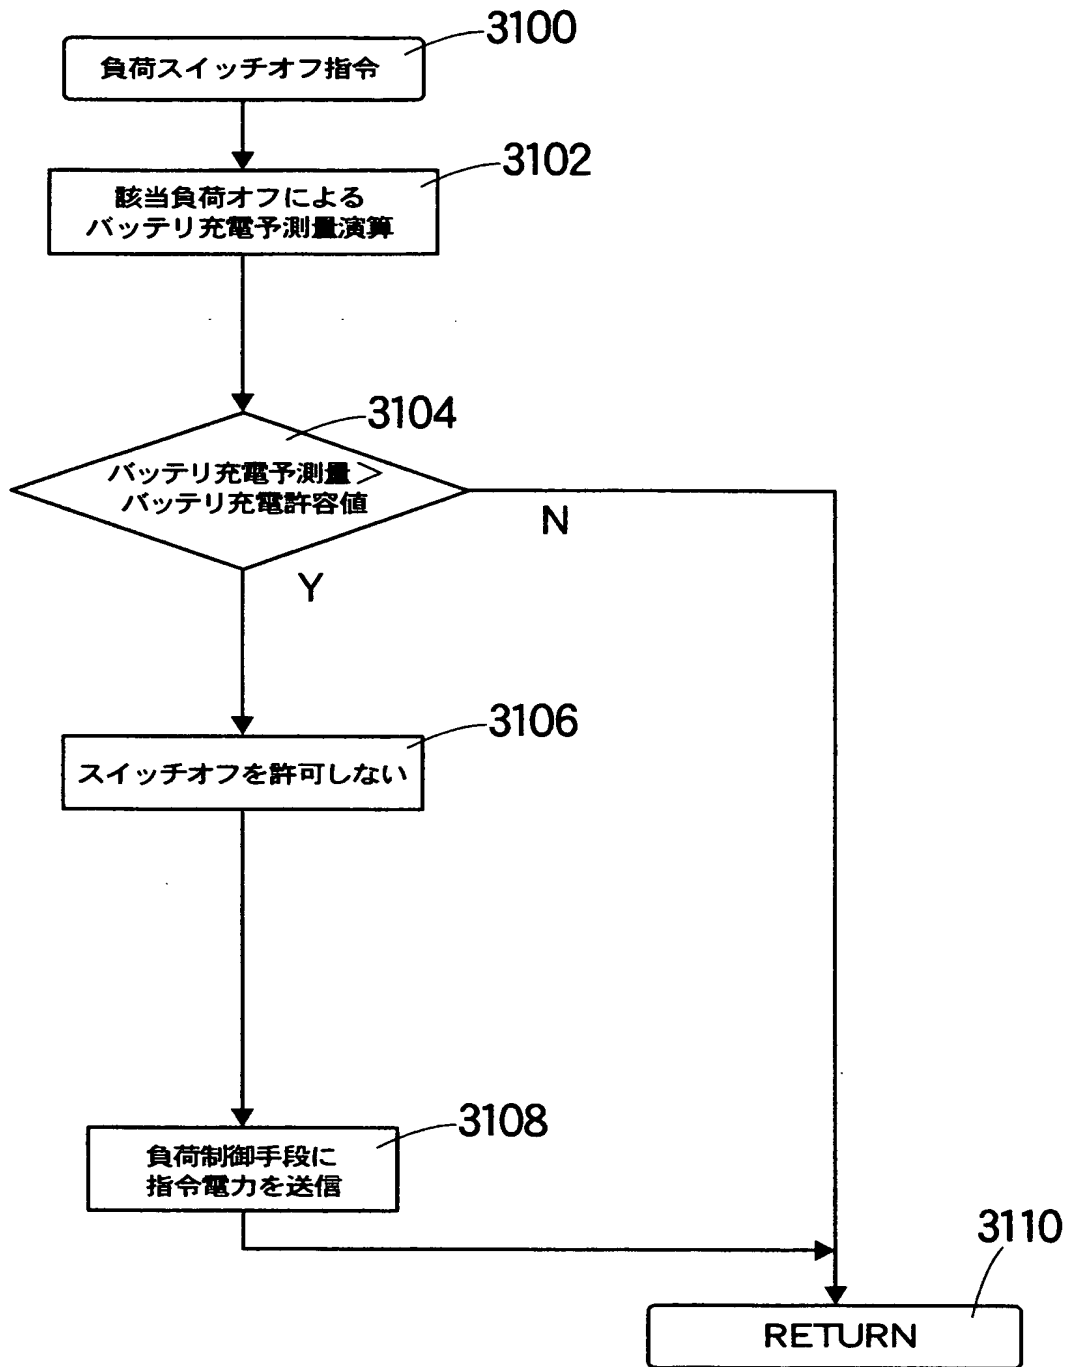 3100
負荷スイッチオフ指令
3102
該当負荷オフによる
バッテリ充電予測量演算
3104
バッテリ充電予測量＞
バッテリ充電許容値
N
Y
3106
スイッチオフを許可しない
3108
負荷制御手段に
指令電力を送信
3110
RETURN